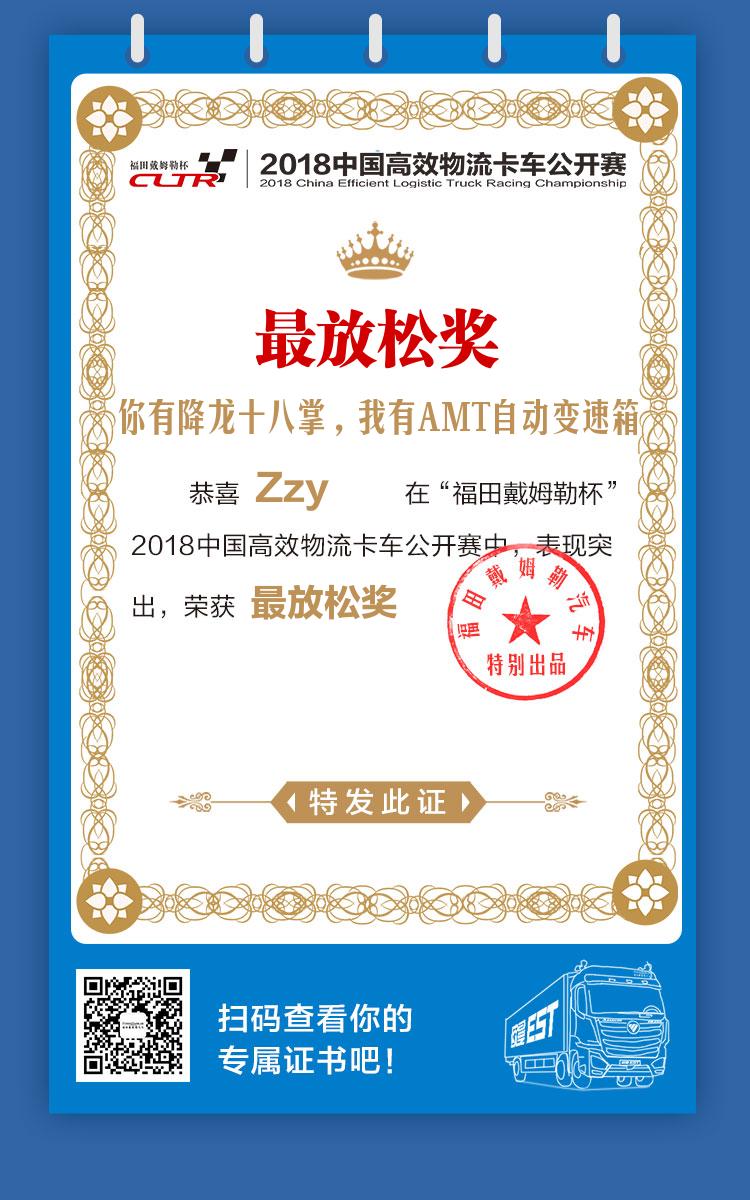 福田戴姆勒杯
CLTR
2018中国高效物流卡车公开赛
2018 China Efficient Logistic Truck Racing Championship
最放松奖
你有降龙十八掌，我有AMT自动变速箱
恭喜 Zzy 在“福田戴姆勒杯”
2018中国高效物流卡车公开赛中，表现突
出，荣获 最放松奖
福田戴姆勒汽车
特别出品
特发此证
扫码查看你的
专属证书吧！
欧曼EST